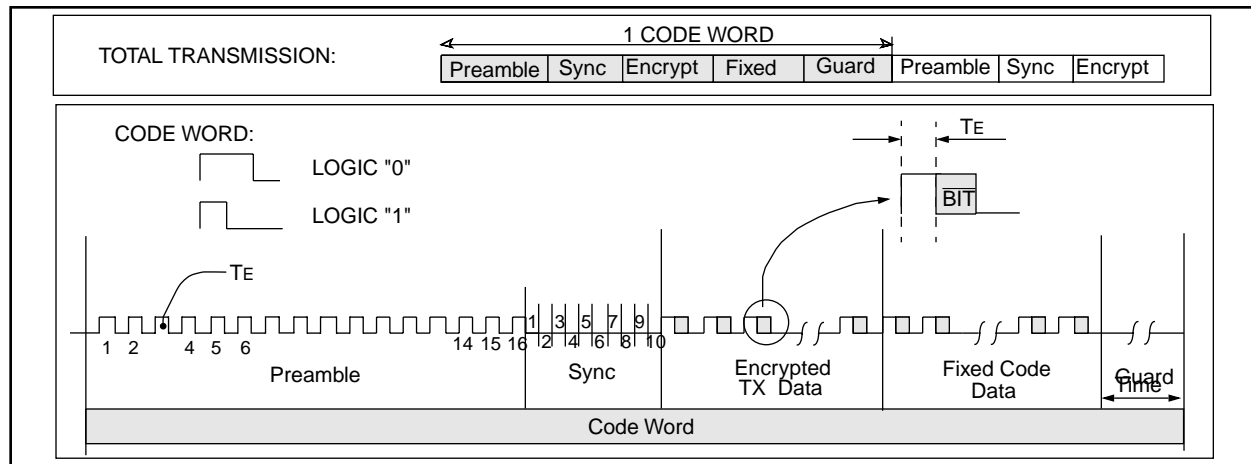 TOTAL TRANSMISSION:
1 CODE WORD
Preamble Sync Encrypt Fixed Guard Preamble Sync Encrypt
CODE WORD:
LOGIC "0"
LOGIC "1"
TE
BIT
TE
1 2 4 5 6 14 15 16
1 3 5 7 9
2 4 6 8 10
Preamble
Sync
Encrypted
TX Data
Fixed Code
Data
Guard
Time
Code Word